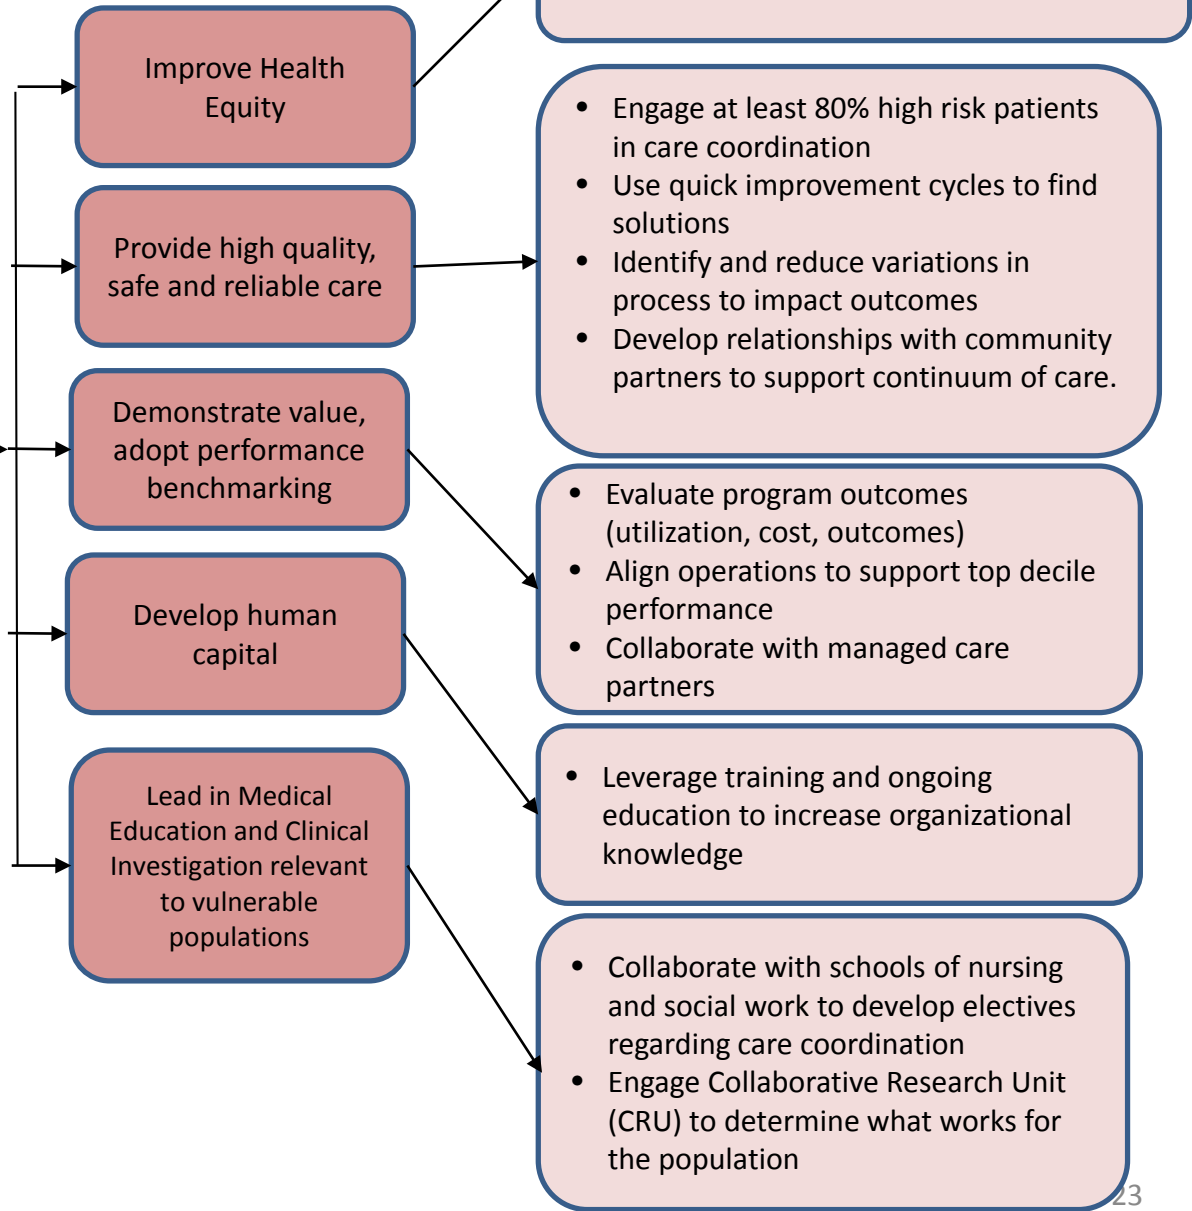 Improve Health
Equity
• Engage at least 80% high risk patients
in care coordination
• Use quick improvement cycles to find
solutions
• Identify and reduce variations in
process to impact outcomes
• Develop relationships with community
partners to support continuum of care.
Provide high quality,
safe and reliable care
Demonstrate value,
adopt performance
benchmarking
• Evaluate program outcomes
(utilization, cost, outcomes)
• Align operations to support top decile
performance
• Collaborate with managed care
partners
Develop human
capital
• Leverage training and ongoing
education to increase organizational
knowledge
Lead in Medical
Education and Clinical
Investigation relevant
to vulnerable
populations
• Collaborate with schools of nursing
and social work to develop electives
regarding care coordination
• Engage Collaborative Research Unit
(CRU) to determine what works for
the population
23